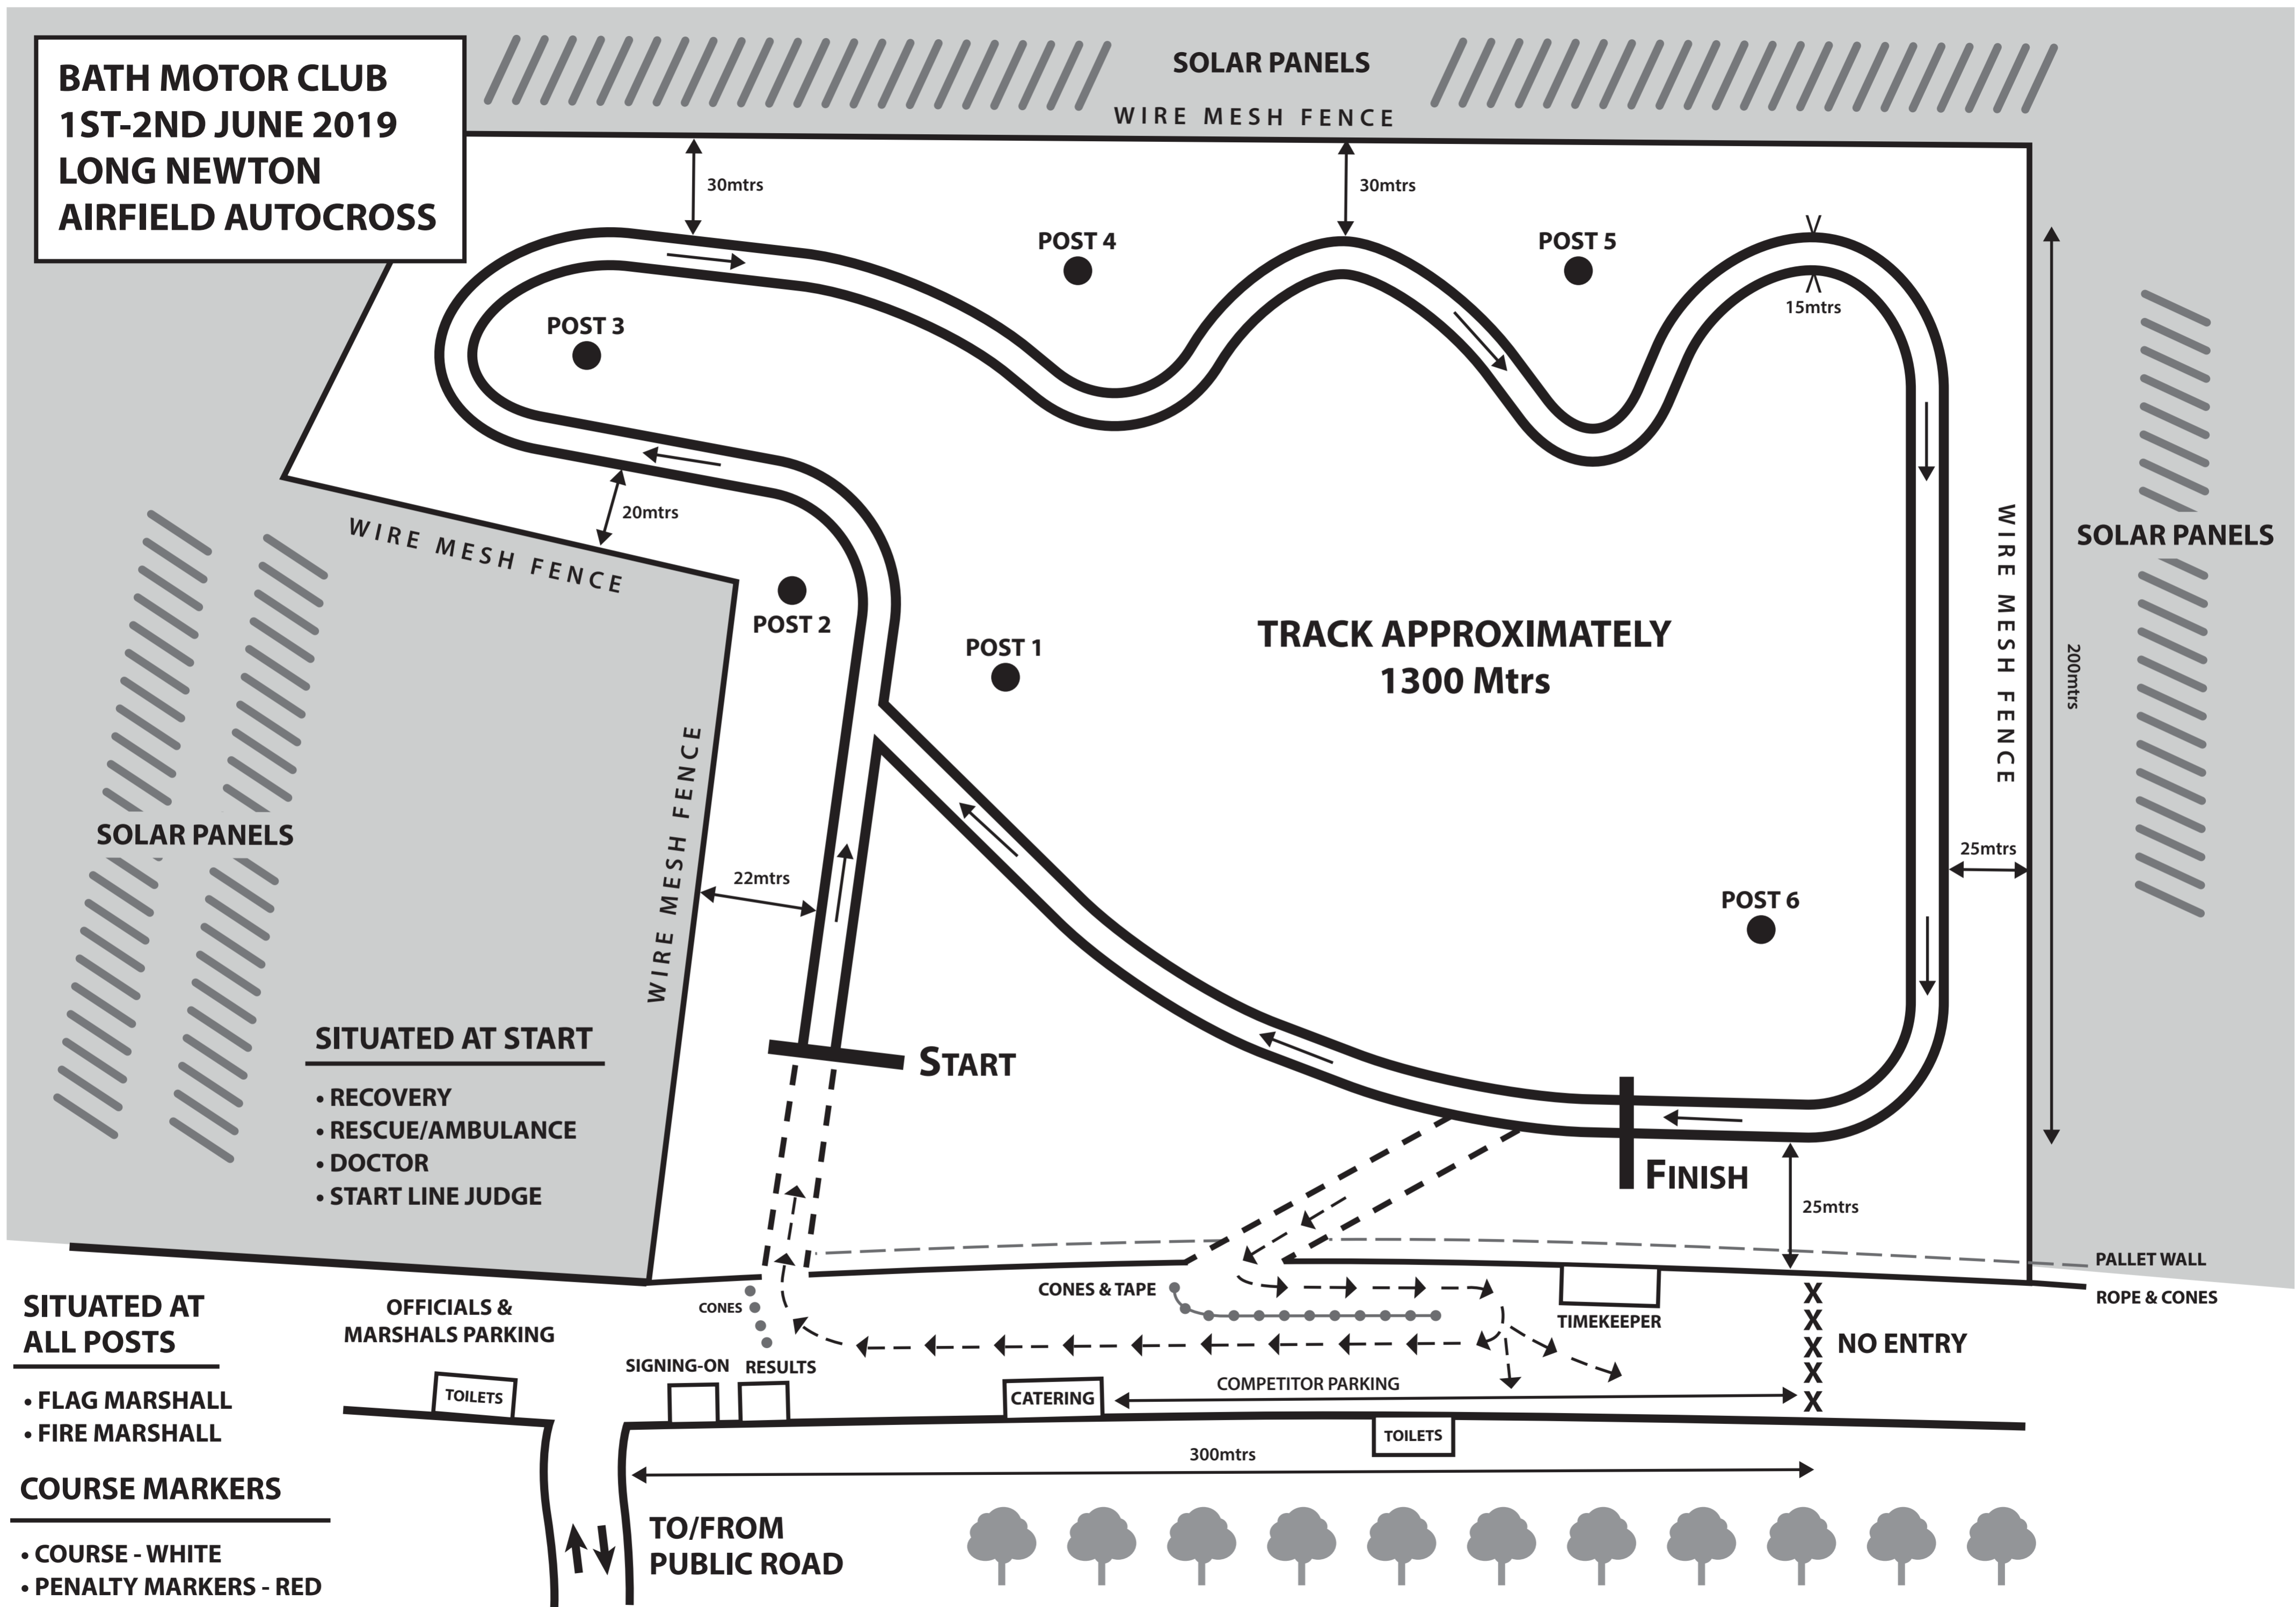 BATH MOTOR CLUB
1ST-2ND JUNE 2019
LONG NEWTON
AIRFIELD AUTOCROSS
SOLAR PANELS
WIRE MESH FENCE
30mtrs
30mtrs
POST 4
POST 5
15mtrs
POST 3
20mtrs
WIRE MESH FENCE
POST 2
POST 1
TRACK APPROXIMATELY
1300 Mtrs
WIRE MESH FENCE
SOLAR PANELS
200mtrs
SOLAR PANELS
WIRE MESH FENCE
22mtrs
25mtrs
POST 6
SITUATED AT START
• RECOVERY
• RESCUE/AMBULANCE
• DOCTOR
• START LINE JUDGE
START
FINISH
25mtrs
PALLET WALL
ROPE & CONES
SITUATED AT
ALL POSTS
• FLAG MARSHALL
• FIRE MARSHALL
OFFICIALS &
MARSHALS PARKING
TOILETS
CONES
CONES & TAPE
TIMEKEEPER
X
X
X
X
X
NO ENTRY
SIGNING-ON
RESULTS
CATERING
COMPETITOR PARKING
TOILETS
300mtrs
COURSE MARKERS
• COURSE - WHITE
• PENALTY MARKERS - RED
TO/FROM
PUBLIC ROAD